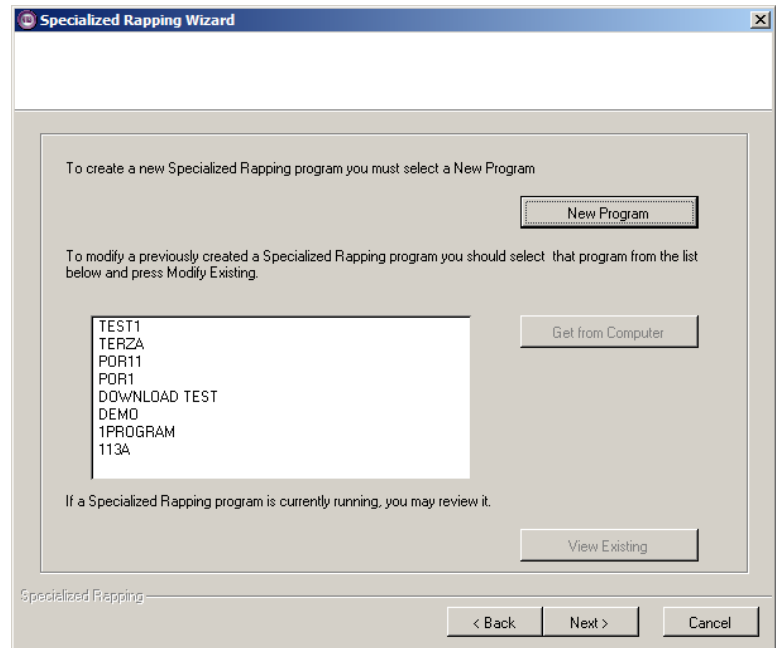 Specialized Rapping Wizard
To create a new Specialized Rapping program you must select a New Program
New Program
To modify a previously created a Specialized Rapping program you should select that program from the list
below and press Modify Existing.
TEST1
TERZA
POR11
POR1
DOWNLOAD TEST
DEMO
1PROGRAM
113A
Get from Computer
If a Specialized Rapping program is currently running, you may review it.
View Existing
Specialized Rapping
< Back
Next >
Cancel